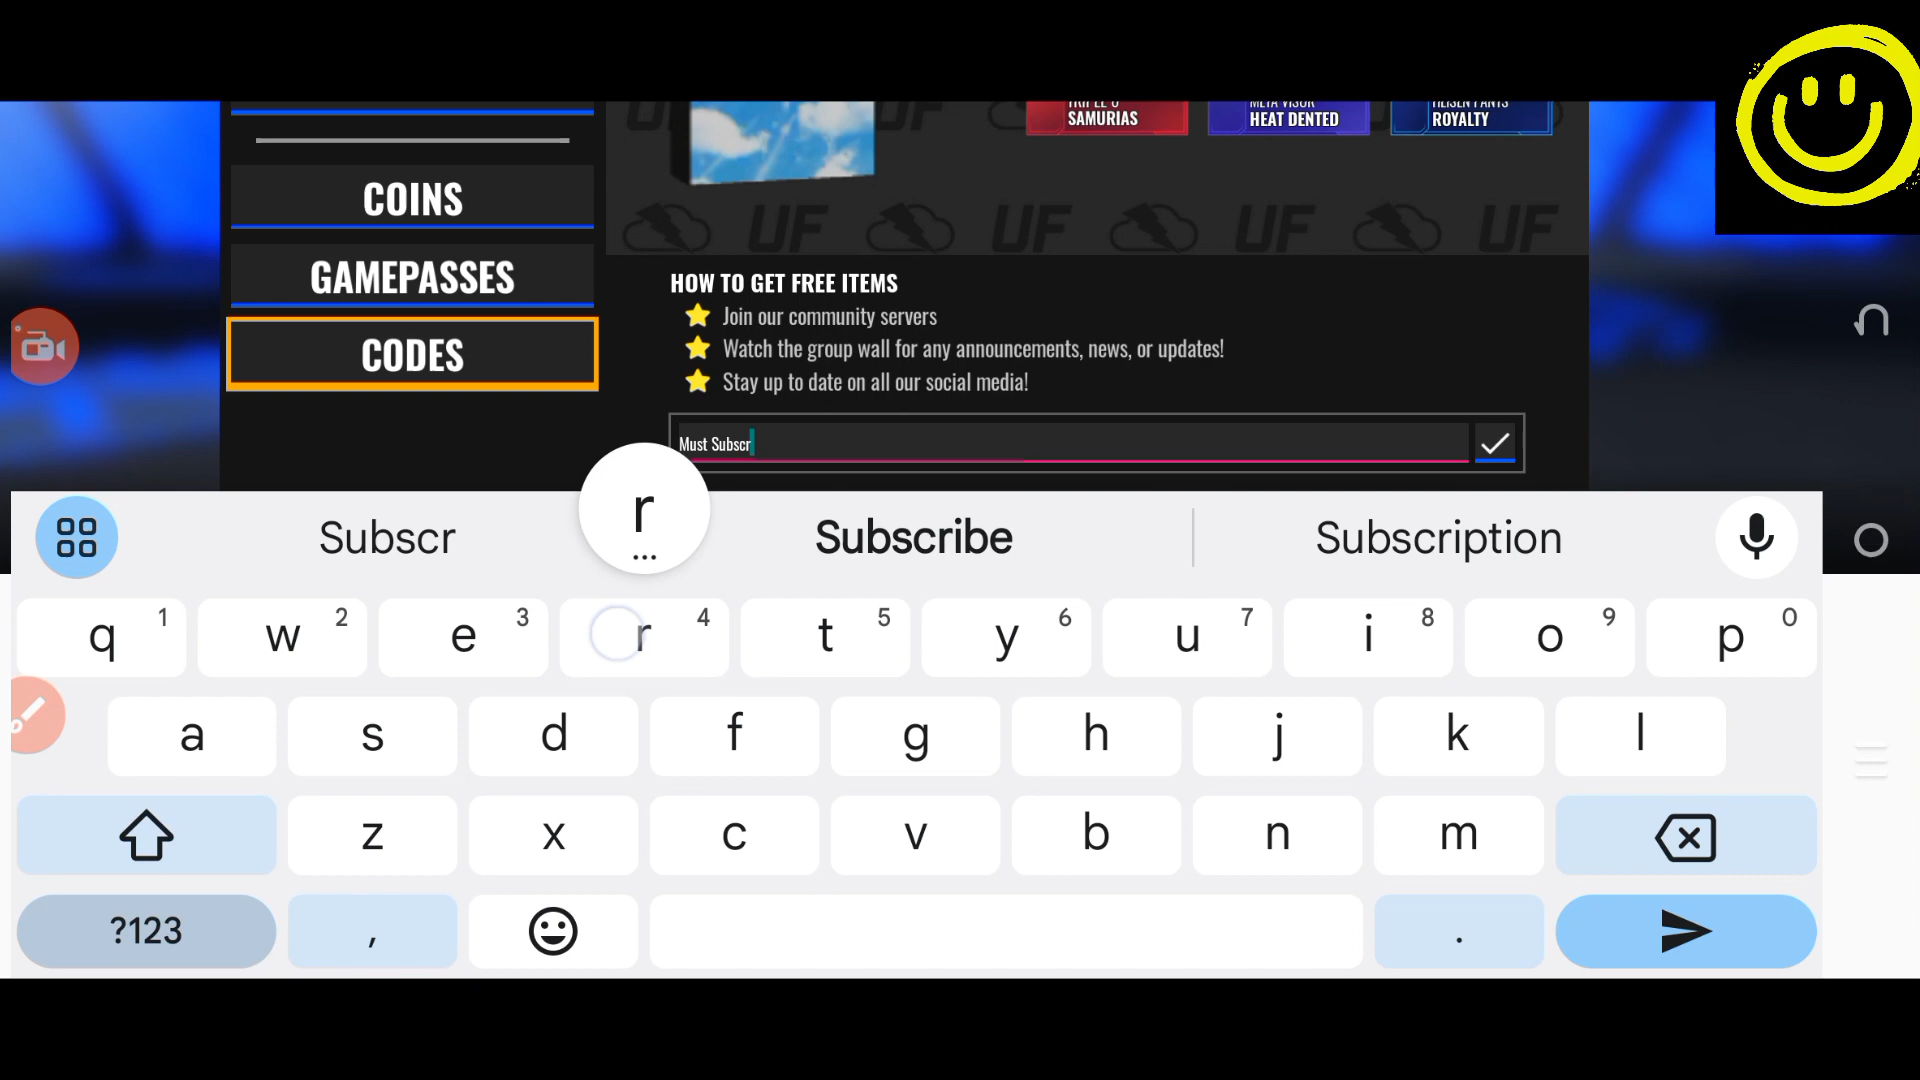 SAMURIAS
META VISOR
HEAT DENTED
ROYALTY
COINS
UF UF UF UF
GAMEPASSES
HOW TO GET FREE ITEMS
Join our community servers
CODES
Watch the group wall for any announcements, news, or updates!
Stay up to date on all our social media!
Must Subscr
r
...
Subscr Subscribe Subscription
q 1 w 2 e 3 r 4 t 5 y 6 u 7 i 8 o 9 p 0
a s d f g h j k l
z x c v b n m
?123 , .